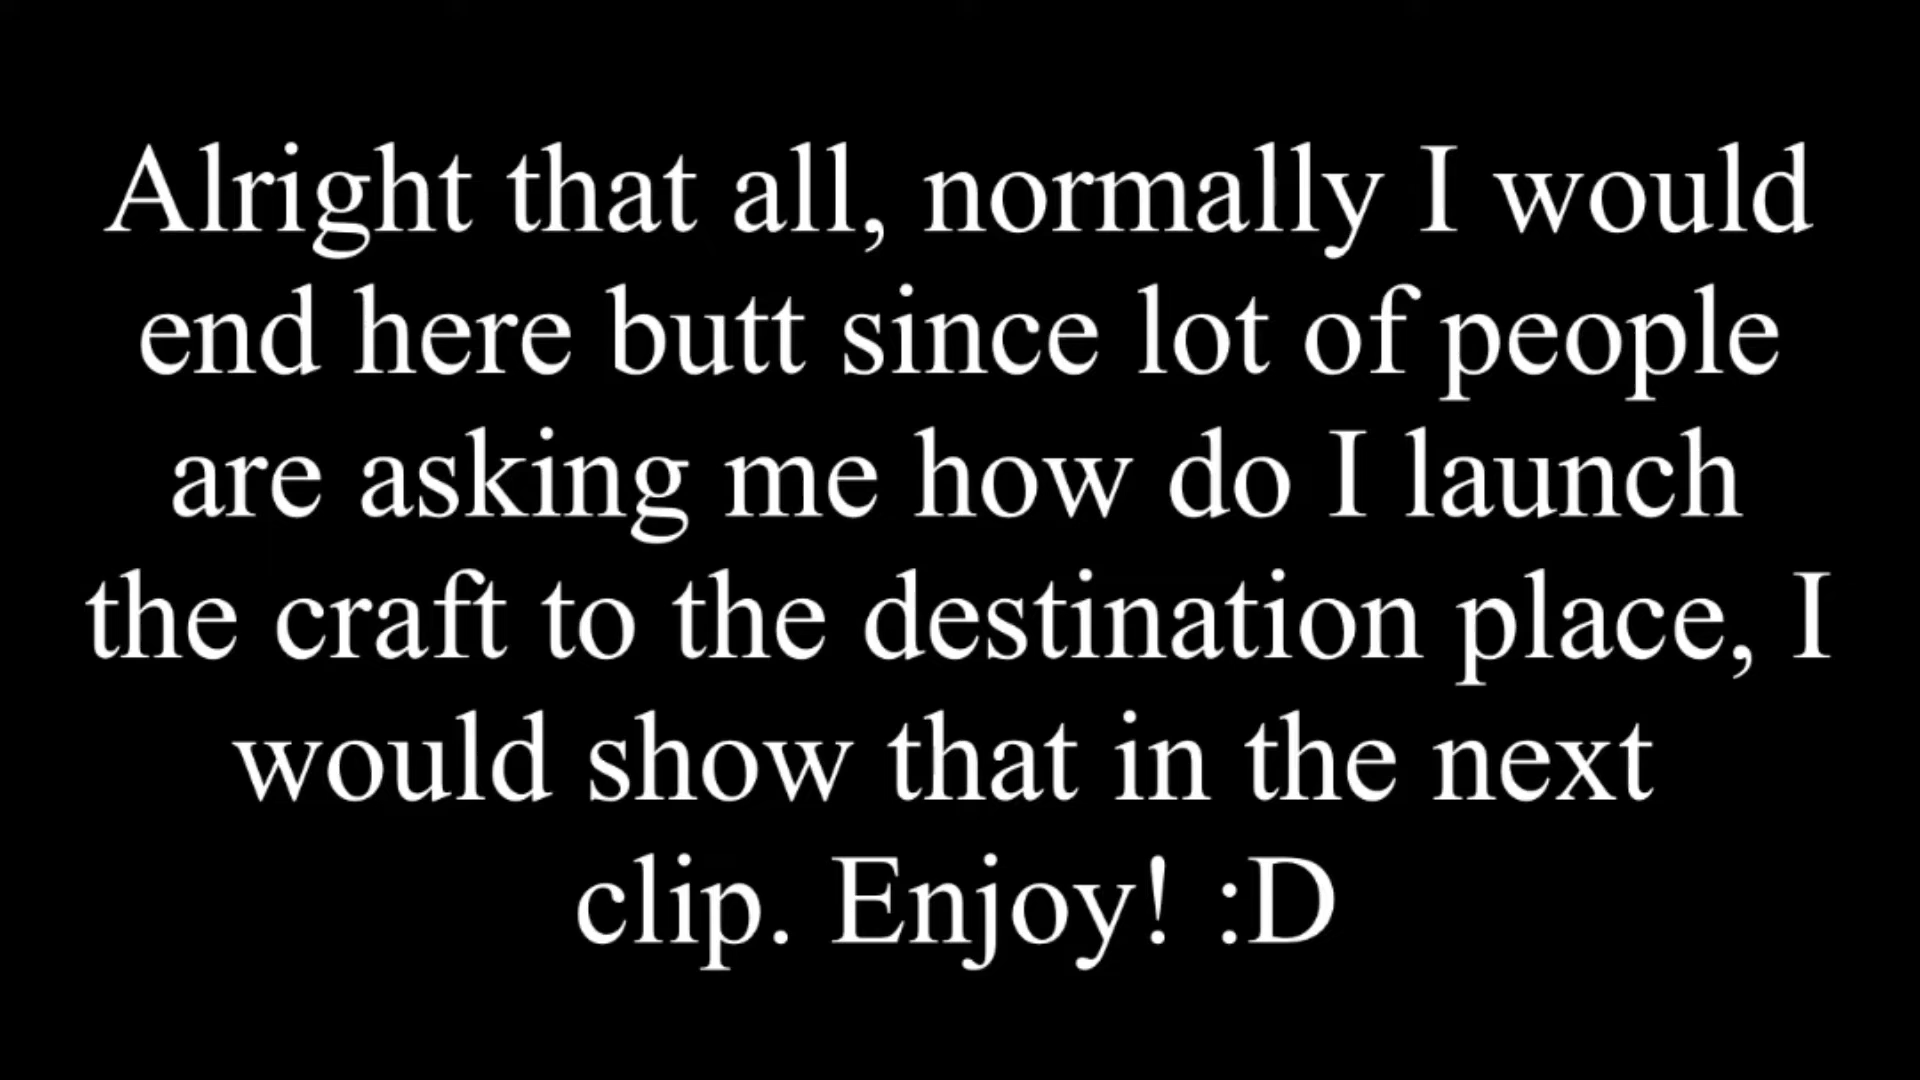 Alright that all, normally I would
end here butt since lot of people
are asking me how do I launch
the craft to the destination place, I
would show that in the next
clip. Enjoy! :D